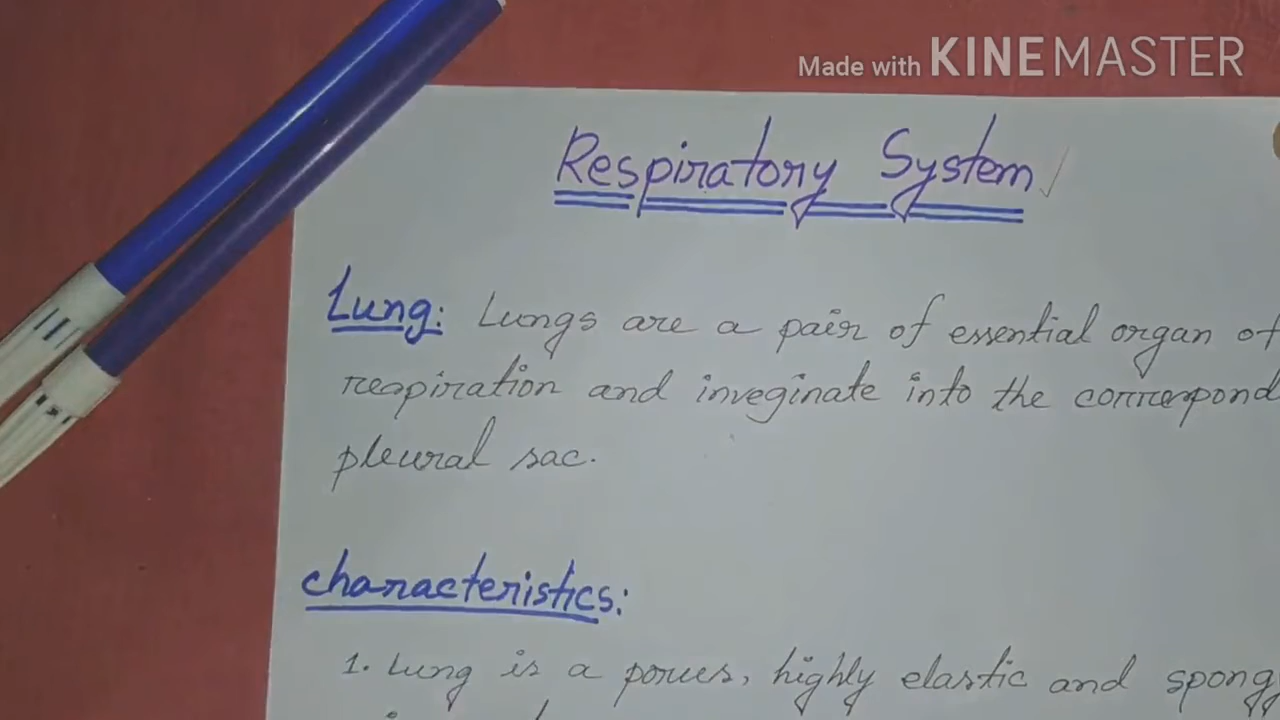 Made with KINEMASTER
Respiratory System
Lung: Lungs are a pair of essential organ of
respiration and inveginate into the correspond
pleural sac.
characteristics:
1. Lung is a porues, highly elastic and spong